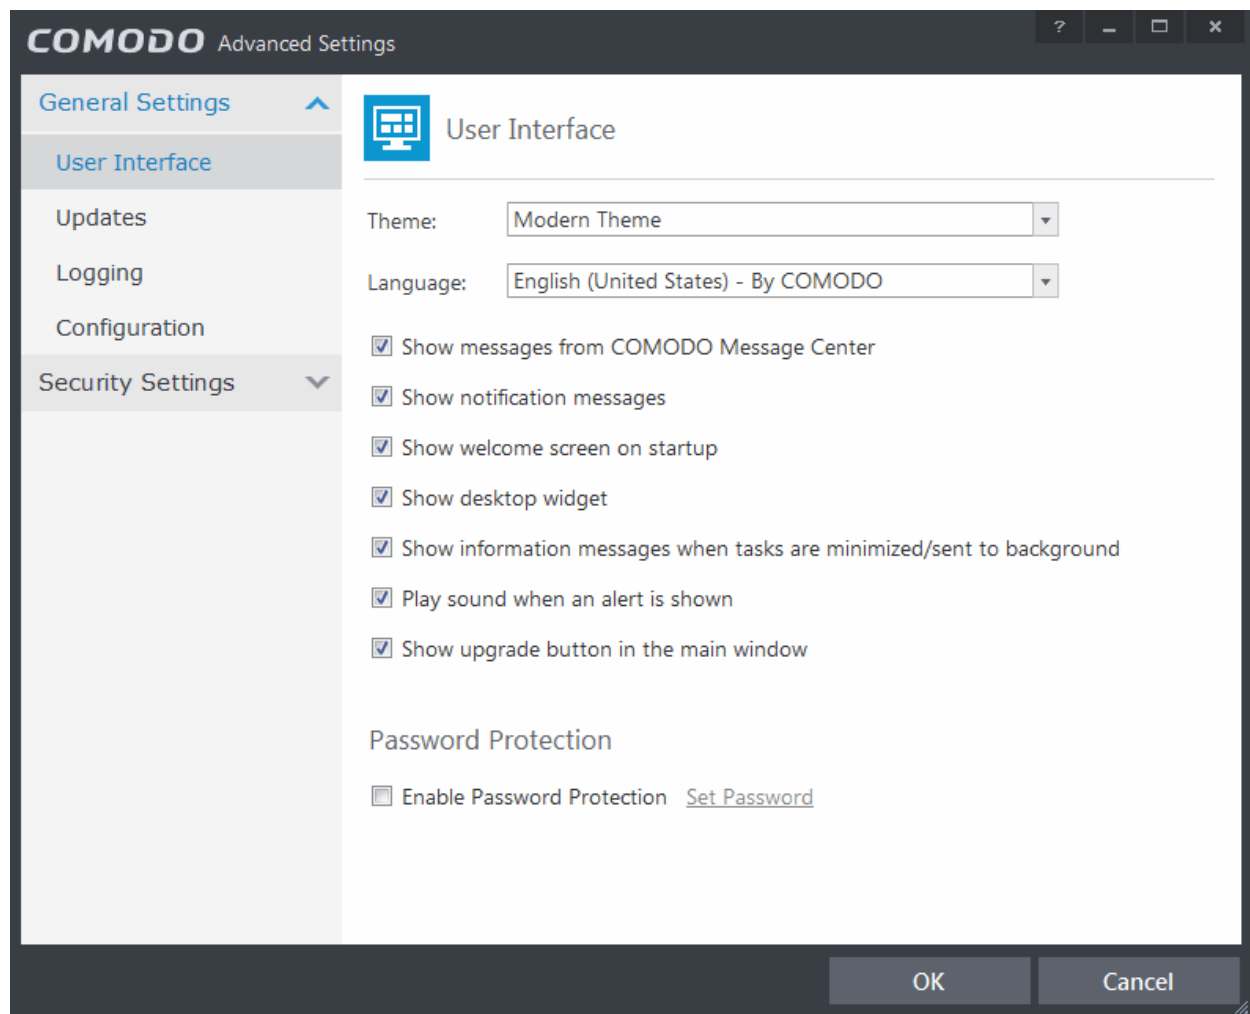 COMODO Advanced Settings
?
General Settings
User Interface
Updates
Logging
Configuration
Security Settings
User Interface
Theme: Modern Theme
Language: English (United States) - By COMODO
Show messages from COMODO Message Center
Show notification messages
Show welcome screen on startup
Show desktop widget
Show information messages when tasks are minimized/sent to background
Play sound when an alert is shown
Show upgrade button in the main window
Password Protection
Enable Password Protection Set Password
OK Cancel